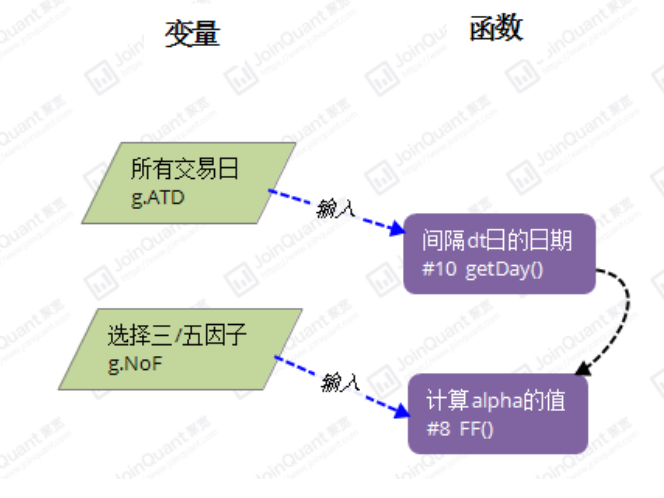 变量
函数
所有交易日
g.ATD
输入
间隔dt日的日期
#10 getDay()
选择三/五因子
g.NoF
输入
计算alpha的值
#8 FF()
JoinQuant 聚宽